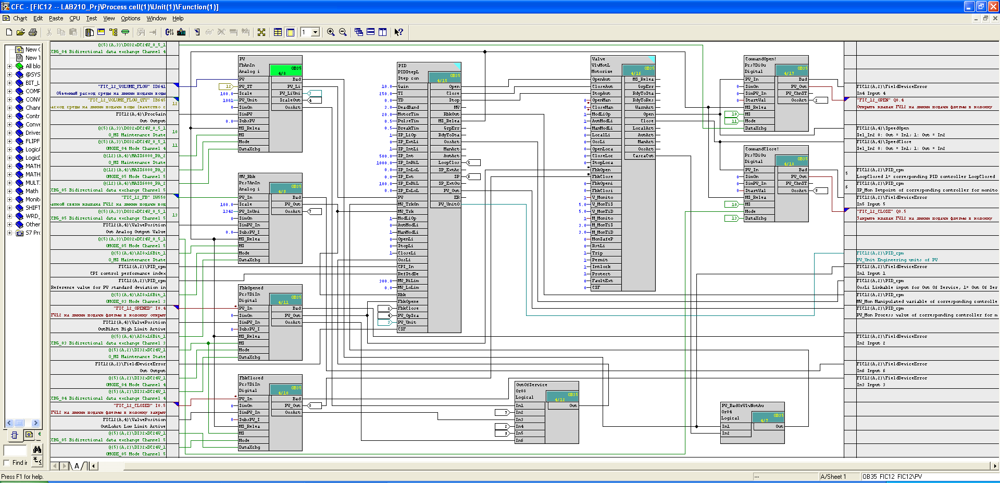 CFC - [FIC12 -- LAB210_Prj\Process cell(1)\Unit(1)\Function(1)]
Chart Edit Paste CPU Test View Options Window Help
1
New C
New T
All blo
@SYS
BIT_L
COMF
CONV
Chann
Contr
Conve
Drives
FLIPF
LogicA
LogicD
MATH
MATH
MULT
Math
Monito
SHIFT
WRD_
Other
S7 Prc
Find ir
@(5)(A,3)\DO32xDC24V_0_5_1
CHG_04 Bidirectional data exchange Channel 4
"FIC_12_VOLUME_FLOW" ID641
Объемный расход среды на линии подачи воды
"FIC_12_VOLUME_FLOW_QTY" IB645
расход среды на линии подачи воды (качество с
12
FIC12(A,4)\ProcGain
Out Output
@(5)(A,3)\DO32xDC24V_0_5_1
O_MS Maintenance State
10
@(5)(A,3)\DO32xDC24V_0_5_1
OMODE_04 Mode Channel 4
11
@(12)(A,4)\MASS6000_PA_2
O_MS Maintenance State
@(12)(A,4)\MASS6000_PA_2
OMODE_05 Mode Channel 5
@(12)(A,4)\MASS6000_PA_2
CHG_05 Bidirectional data exchange Channel 5
"FIC_12_FB" IW550
ратной связи клапана FV12 на линии подачи вод
@(5)(A,3)\DO32xDC24V_0_5_1
OMODE_05 Mode Channel 5
13
FIC12(A,4)\ValvePosition
Out Analog Output Value
@(5)(A,3)\DO32xDC24V_0_5_1
OMODE_05 Mode Channel 5
@(5)(A,4)\AI8x16Bit_1
O_MS Maintenance State
FIC12(A,2)\PID_cpm
CPI control performance index
FIC12(A,2)\PID_cpm
Reference value for PV standard deviation in
@(5)(A,4)\AI8x16Bit_1
OMODE_03 Mode Channel 3
"FIC_12_OPENED" I0.4
FV12 на линии подачи флегмы в колонну открыт
FIC12(A,4)\ValvePosition
OutHiAct High Limit Active
@(5)(A,4)\AI8x16Bit_1
CHG_03 Bidirectional data exchange Channel 3
@(5)(A,2)\DI32xDC24V_1
O_MS Maintenance State
FIC12(A,2)\FieldDeviceError
Out Output
@(5)(A,2)\DI32xDC24V_1
OMODE_04 Mode Channel 4
@(5)(A,2)\DI32xDC24V_1
CHG_04 Bidirectional data exchange Channel 4
"FIC_12_CLOSED" I0.5
FV12 на линии подачи флегмы в колонну закрыт
FIC12(A,4)\ValvePosition
OutLoAct Low Limit Active
@(5)(A,2)\DI32xDC24V_1
CHG_05 Bidirectional data exchange Channel 5
@(5)(A,2)\DI32xDC24V_1
OMODE_05 Mode Channel 5
PV
FbAnIn
Analog i
OB35
4/8
PV Bad
12 PV_ST PV_Li
100.0 Scale PV_LiUni 3
1001 PV_Unit ScaleOut 4
0 SimOn OosAct
SimPV
0.0 SubsPV
MS_Relea
MS
Mode
DataXchg
MV_Rbk
Pcs7AnIn
Analog i
OB35
4/9
PV_In Bad
100.0 Scale PV_Out
1342 PV_InUni OosAct 7
0 SimOn
SimPV_In
0.0 SubsPV_I
MS_Relea
MS
Mode
DataXchg
FbkOpened
Pcs7DiIn
Digital
OB35
4/11
PV_In Bad
0 SimOn PV_Out
SimPV_In OosAct
0 SubsPV_I
MS_Relea
MS
Mode
DataXchg
FbkClosed
Pcs7DiIn
Digital
OB35
4/10
PV_In Bad
0 SimOn PV_Out 8
SimPV_In OosAct
0 SubsPV_I
MS_Relea
MS
Mode
DataXchg
PID
PIDStepL
Step con
OB35
4/15
10.0 Gain Open
250.0 TI Close
0.0 TD Stop
3.0 DeadBand MV
20.0 MotorTim RbkOut
0.5 PulseTim MS_Relea
0.5 BreakTim GrpErr
1 SP_LiOp RdyToSta
0 SP_ExtLi OosAct
1 SP_IntLi ManAct
500.0 SP_Int AutAct
1000.0 SP_InHiL LoopClos 5
0.0 SP_InLoL SP_ExtAc
0.0 SP_Ext SP 6
100.0 SP_ExHiL SP_ExtOu
0.0 SP_ExLoL PV_Out
PV ER
MV_TrkOn PV_UnitO
MV_Trk
1 ModLiOp
0 AutModLi
1 ManModLi
0 OpenLi
0 StopLi
1 CloseLi
OosLi
CPI_In
RefStdDe
300.0 MV_HiLim
0.0 MV_LoLim
Rbk
FbkOpene
8 FbkClose
4 PV_OpSca
3 PV_Unit
CSF
Valve
VlvMotL
Motorize
OB35
4/16
OpenAut MS_Relea
CloseAut GrpErr
StopAut RdyToSta
0 OpenMan RdyToRes
0 CloseMan WarnAct
1 ModLiOp Open
1 AutModLi Close
0 ManModLi LocalAct
0 LocalLi AutAct
0 OosLi ManAct
0 OpenLoca OosAct
0 CloseLoc CascaCut
0 StopLoca
FbkOpen
FbkClose
0 FbkOpeni
0 FbkClosi
1 V_Monito
5.0 V_MonTiS
5.0 V_MonTiD
1 M_Monito
3.0 M_MonTiS
3.0 M_MonTiD
0 MonSafeP
0 RstLi
1 Trip
1 Permit
1 Intlock
1 Protect
0 FaultExt
0 CSF
CommandOpen!
Pcs7DiOu
Digital
OB35
4/17
PV_In Bad
0 SimOn PV_Out
0 SimPV_In PV_ChnST
0 StartVal OosAct 2
MS_Relea
10 MS
11 Mode
DataXchg
CommandClose!
Pcs7DiOu
Digital
OB35
4/18
PV_In Bad
0 SimOn PV_Out
0 SimPV_In PV_ChnST
0 StartVal OosAct 9
MS_Relea
10 MS
Mode
13 DataXchg
OutOfService
Or08
Logical
OB35
4/12
In1 Out
7 In2
In3
2 In4
9 In5
In6
PV_BadOrVlvNotAu
Or04
Logical
OB35
4/7
In1 Out
In2
FIC12(A,2)\FieldDeviceError
In4 Input 4
"FIC_12_OPEN" Q0.4
Открыть клапан FV12 на линии подачи флегмы в колонну
FIC12(A,4)\SpeedOpen
Sel_In2 0: Out = In1; 1: Out = In2
FIC12(A,4)\SpeedClose
Sel_In2 0: Out = In1; 1: Out = In2
5
FIC12(A,2)\PID_cpm
LoopClosed 1= corresponding PID controller LoopClosed
6
FIC12(A,2)\PID_cpm
SP_Mon Setpoint of corresponding controller for monito
FIC12(A,2)\FieldDeviceError
In5 Input 5
"FIC_12_CLOSE" Q0.5
Закрыть клапан FV12 на линии подачи флегмы в колонну
FIC12(A,2)\PID_cpm
PV_Unit Engineering units of PV
FIC12(A,2)\FieldDeviceError
In1 Input 1
FIC12(A,2)\PID_cpm
OosLi Linkable input for Out Of Service, 1= Out Of Ser
FIC12(A,2)\PID_cpm
MV_Mon Manipulated variable of corresponding controlle
FIC12(A,2)\PID_cpm
PV_Mon Process value of corresponding controller for m
FIC12(A,2)\FieldDeviceError
In2 Input 2
FIC12(A,2)\FieldDeviceError
In6 Input 6
FIC12(A,2)\FieldDeviceError
In3 Input 3
A
Press F1 for help.
---
A/Sheet 1
OB35 FIC12 FIC12\PV